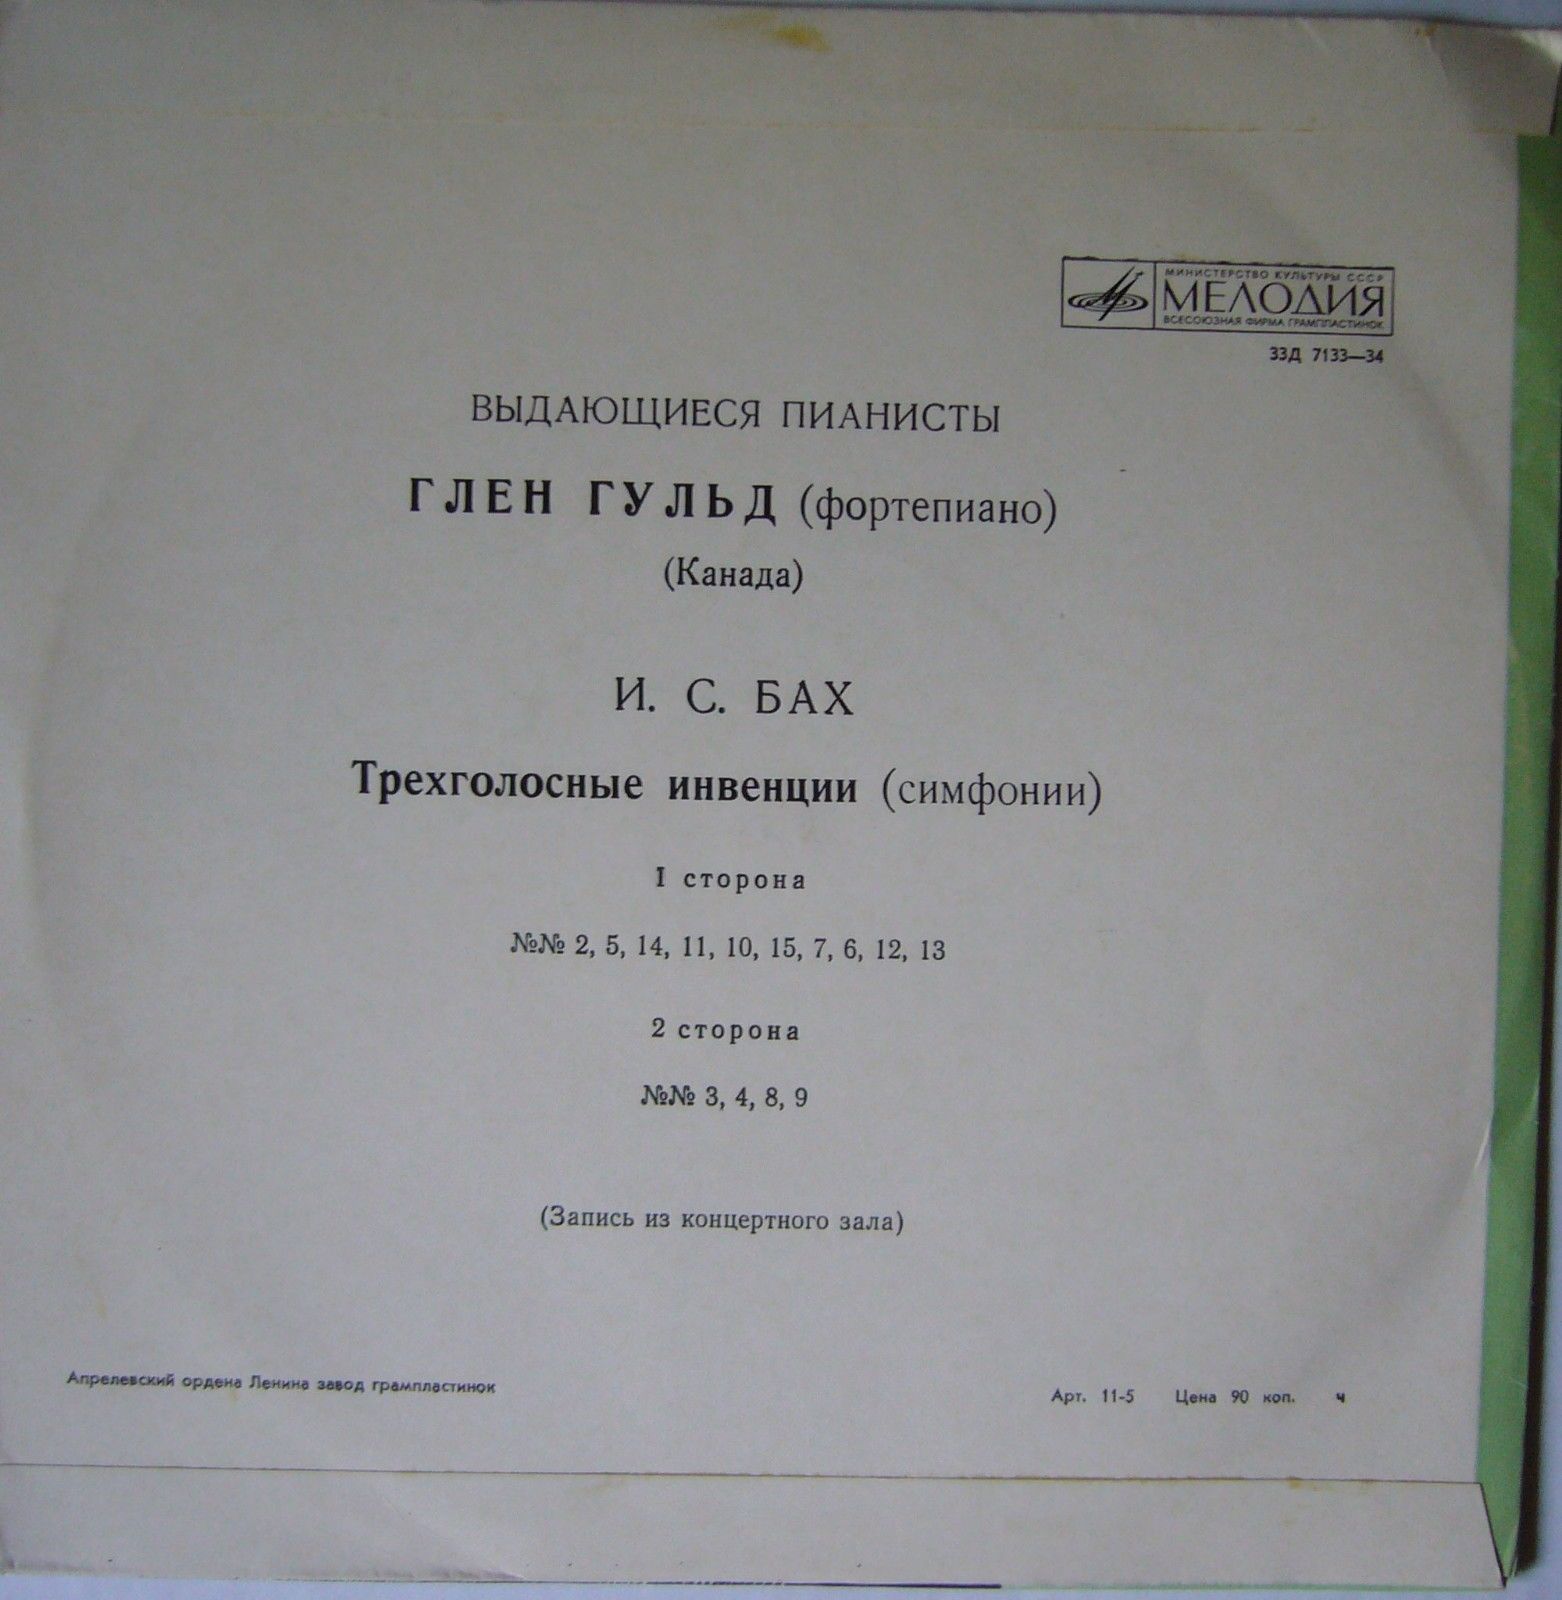 МИНИСТЕРСТВО КУЛЬТУРЫ СССР
МЕЛОДИЯ
ВСЕСОЮЗНАЯ ФИРМА ГРАМПЛАСТИНОК
33Д 7133—34
ВЫДАЮЩИЕСЯ ПИАНИСТЫ
ГЛЕН ГУЛЬД (фортепиано)
(Канада)
И. С. БАХ
Трехголосные инвенции (симфонии)
I сторона
№№ 2, 5, 14, 11, 10, 15, 7, 6, 12, 13
2 сторона
№№ 3, 4, 8, 9
(Запись из концертного зала)
Апрелевский ордена Ленина завод грампластинок
Арт. 11-5 Цена 90 коп. ч